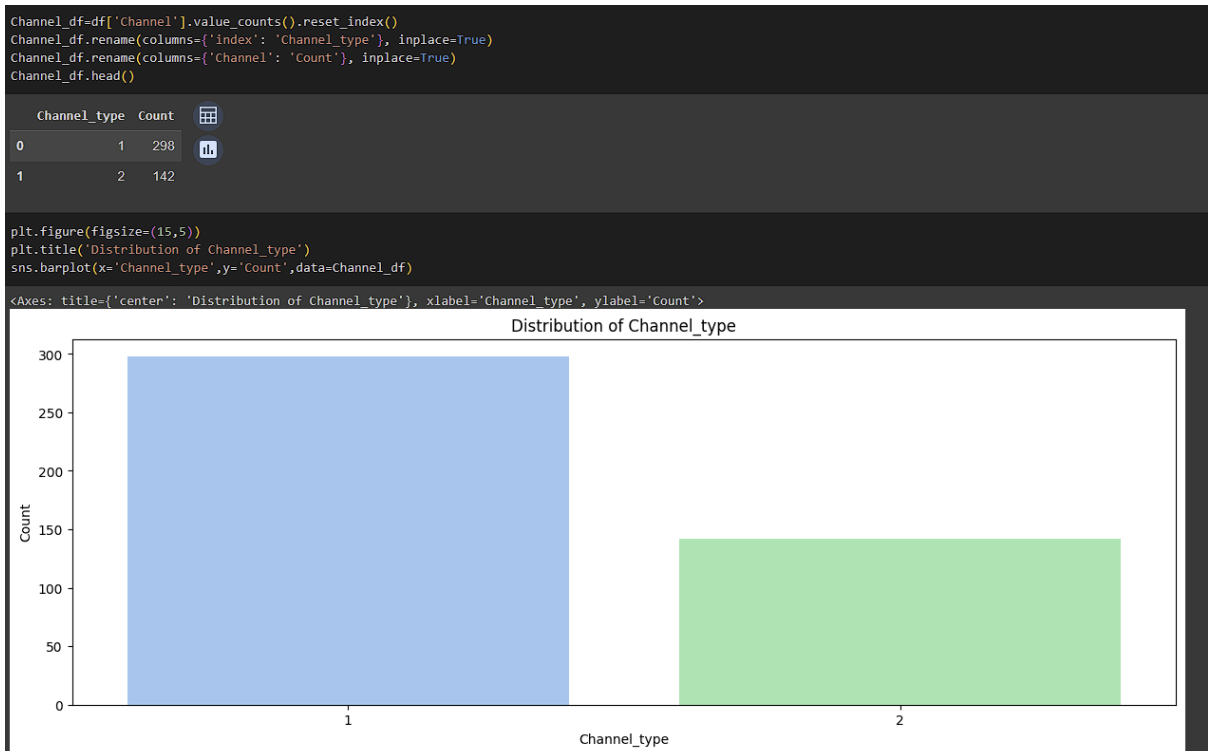 Channel_df=df['Channel'].value_counts().reset_index()
Channel_df.rename(columns={'index': 'Channel_type'}, inplace=True)
Channel_df.rename(columns={'Channel': 'Count'}, inplace=True)
Channel_df.head()
Channel_type Count
0 1 298
1 2 142
plt.figure(figsize=(15,5))
plt.title('Distribution of Channel_type')
sns.barplot(x='Channel_type',y='Count',data=Channel_df)
<Axes: title={'center': 'Distribution of Channel_type'}, xlabel='Channel_type', ylabel='Count'>
Distribution of Channel_type
300
250
200
150
100
50
0
Count
1 2
Channel_type